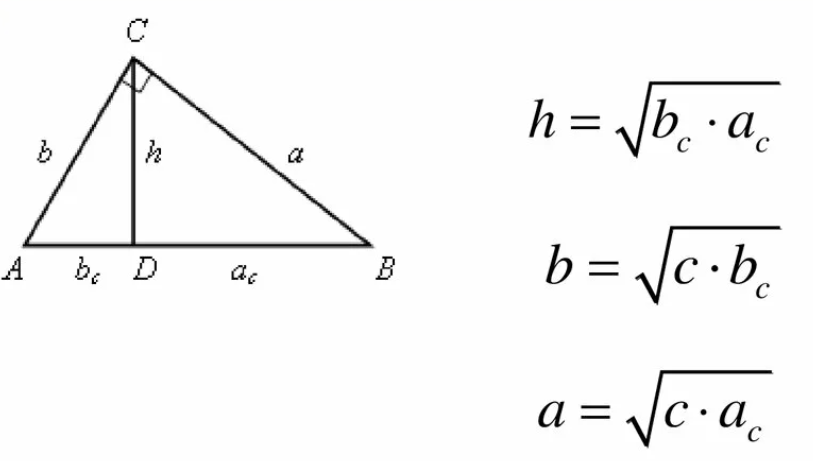 C
b h a
A b_c D a_c B
h = √(b_c · a_c)
b = √(c · b_c)
a = √(c · a_c)